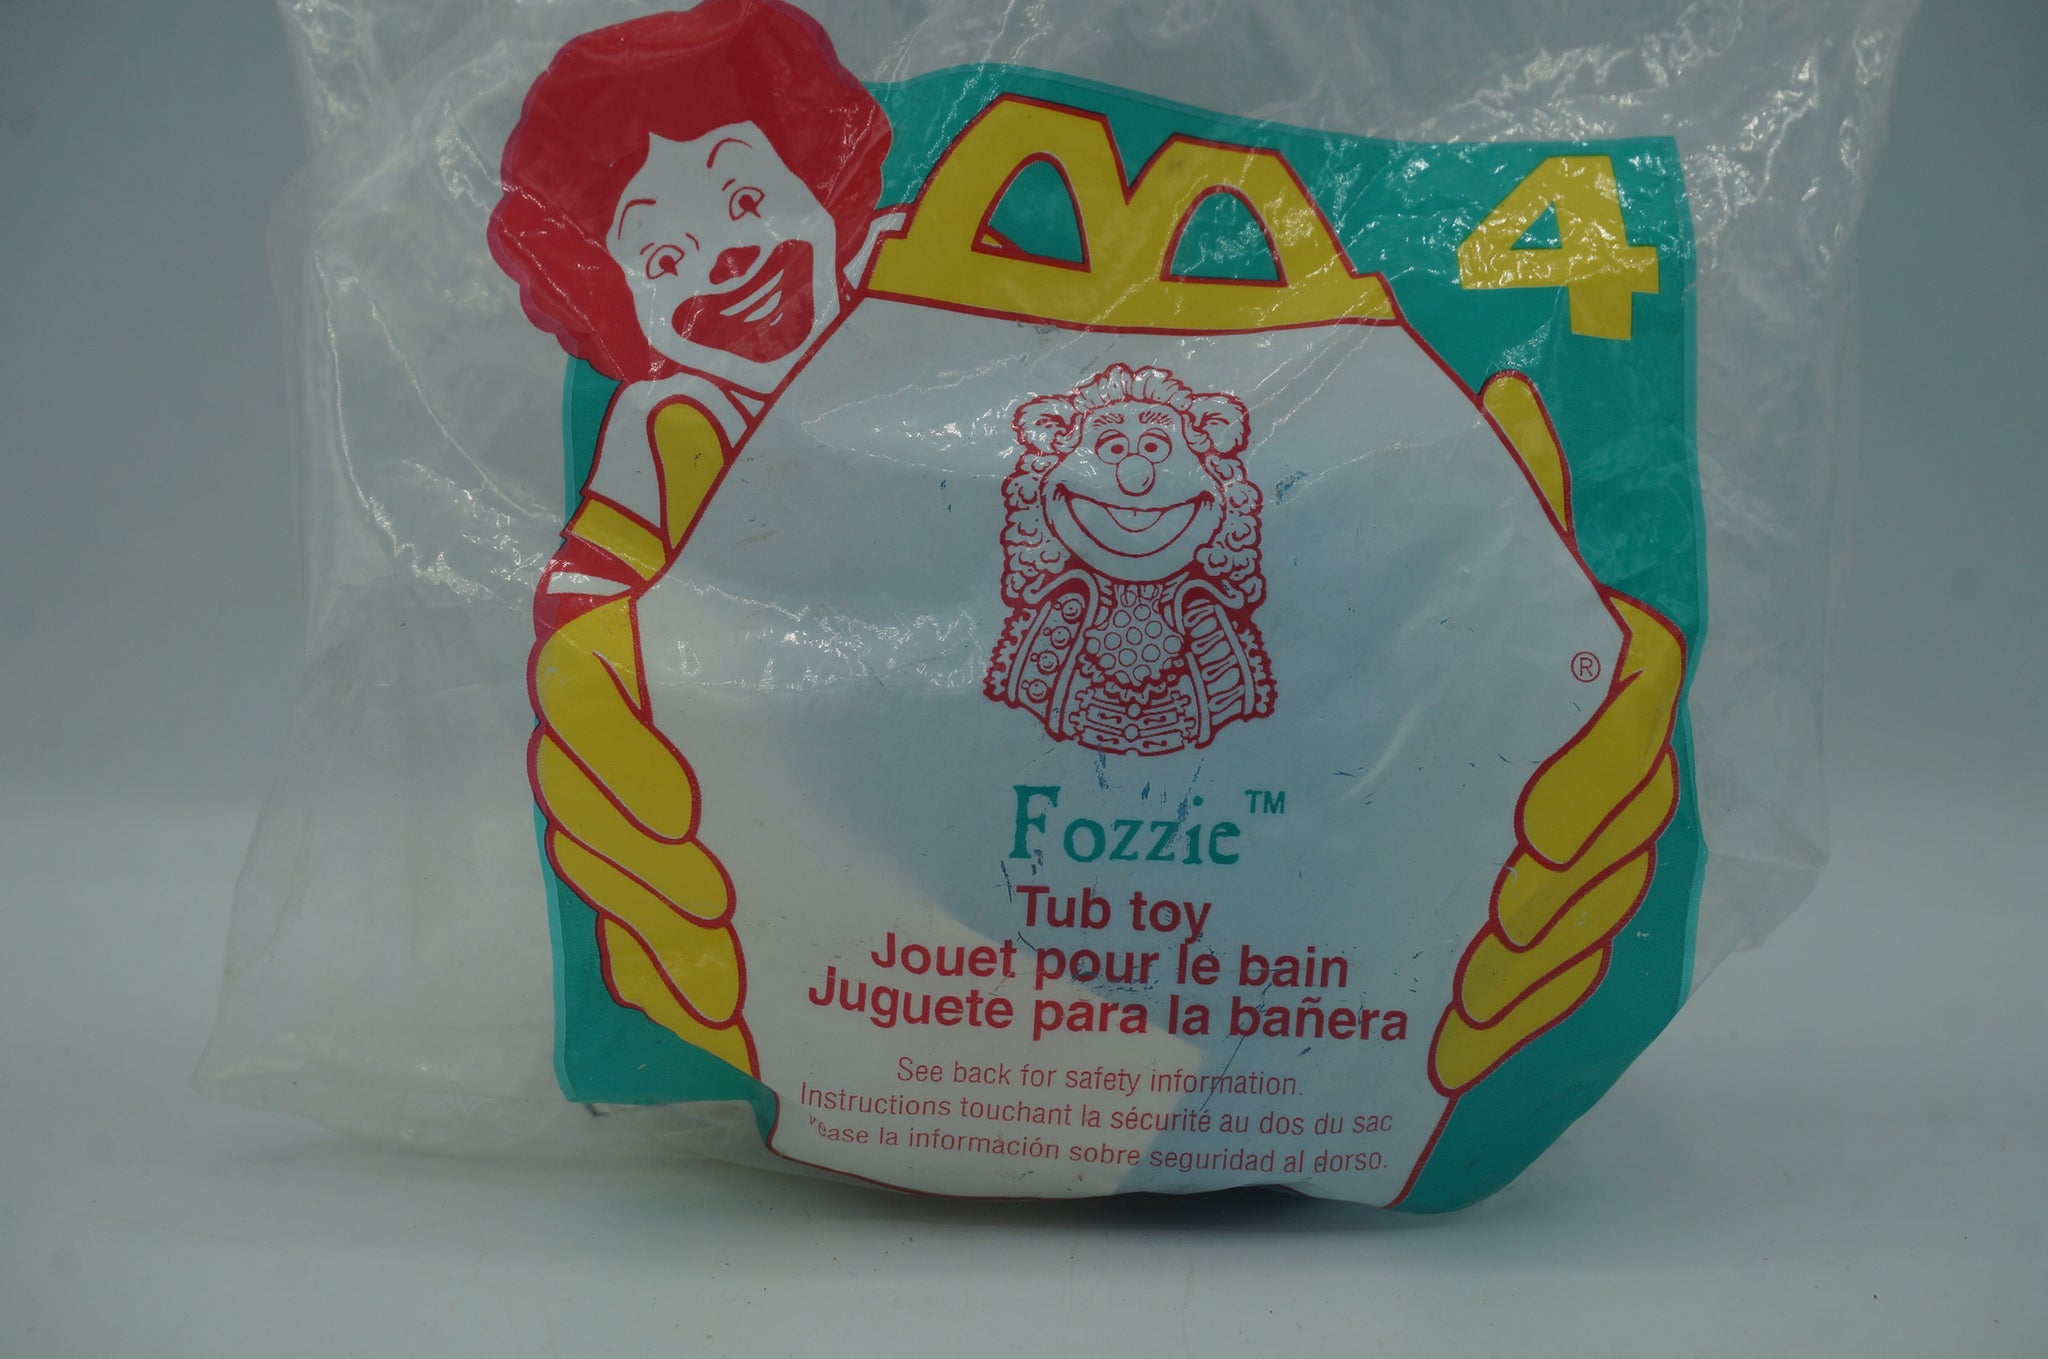 4
®
Fozzie™
Tub toy
Jouet pour le bain
Juguete para la bañera
See back for safety information.
Instructions touchant la sécurité au dos du sac
la información sobre seguridad al dorso.